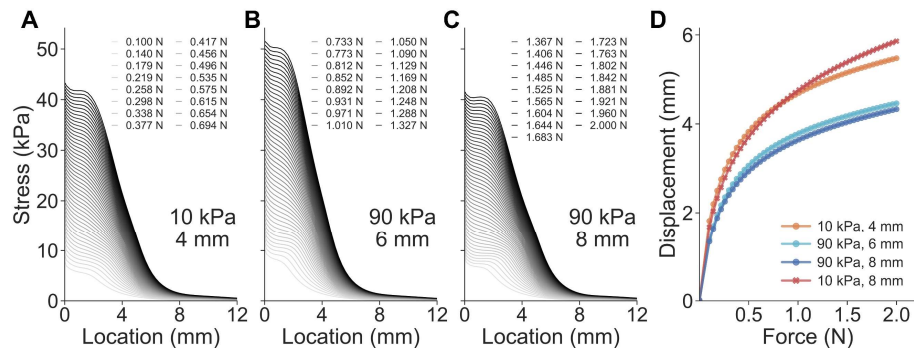 A
B
C
D
Stress (kPa)
50
40
30
20
10
0
0.100 N 0.417 N
0.140 N 0.456 N
0.179 N 0.496 N
0.219 N 0.535 N
0.258 N 0.575 N
0.298 N 0.615 N
0.338 N 0.654 N
0.377 N 0.694 N
10 kPa
4 mm
0 4 8 12
Location (mm)
0.733 N 1.050 N
0.773 N 1.090 N
0.812 N 1.129 N
0.852 N 1.169 N
0.892 N 1.208 N
0.931 N 1.248 N
0.971 N 1.288 N
1.010 N 1.327 N
90 kPa
6 mm
0 4 8 12
Location (mm)
1.367 N 1.723 N
1.406 N 1.763 N
1.446 N 1.802 N
1.485 N 1.842 N
1.525 N 1.881 N
1.565 N 1.921 N
1.604 N 1.960 N
1.644 N 2.000 N
1.683 N
90 kPa
8 mm
0 4 8 12
Location (mm)
Displacement (mm)
6
4
2
0
10 kPa, 4 mm
90 kPa, 6 mm
90 kPa, 8 mm
10 kPa, 8 mm
0.5 1.0 1.5 2.0
Force (N)